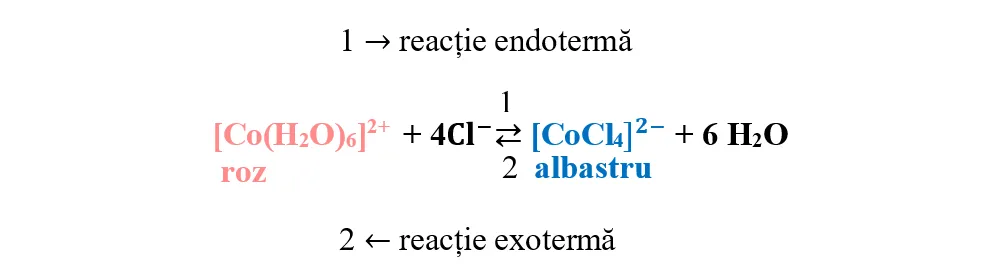 1 → reacție endotermă
1
[Co(H₂O)₆]²⁺ + 4Cl⁻ ⇄ [CoCl₄]²⁻ + 6 H₂O
roz 2 albastru
2 ← reacție exotermă